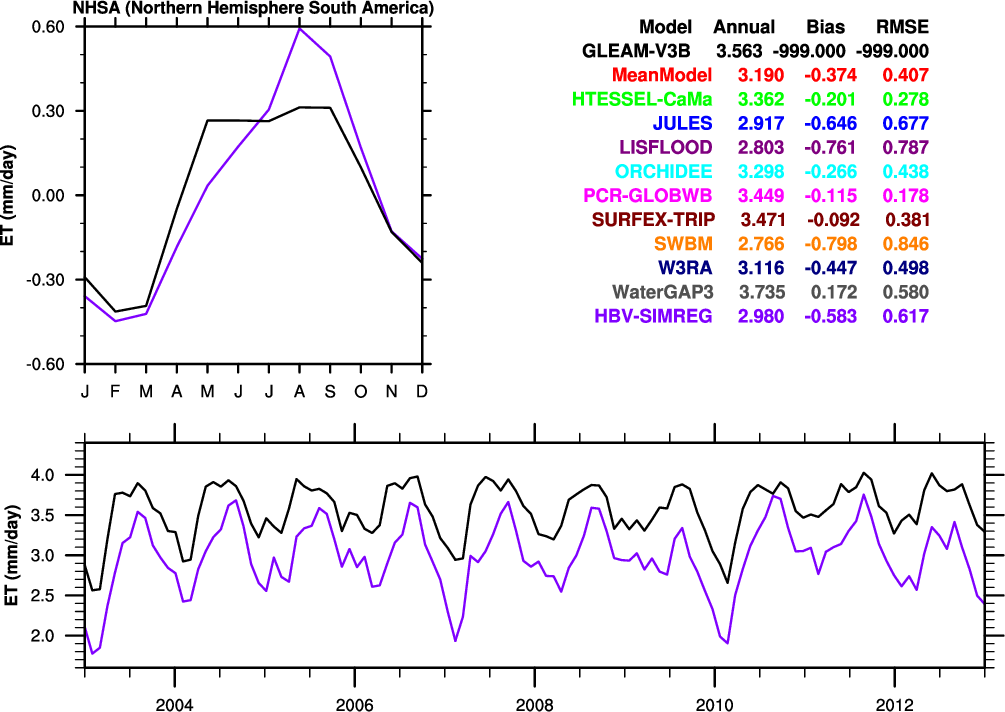 NHSA (Northern Hemisphere South America)
0.60
0.30
0.00
-0.30
-0.60
ET (mm/day)
J F M A M J J A S O N D
Model Annual Bias RMSE
GLEAM-V3B 3.563 -999.000 -999.000
MeanModel 3.190 -0.374 0.407
HTESSEL-CaMa 3.362 -0.201 0.278
JULES 2.917 -0.646 0.677
LISFLOOD 2.803 -0.761 0.787
ORCHIDEE 3.298 -0.266 0.438
PCR-GLOBWB 3.449 -0.115 0.178
SURFEX-TRIP 3.471 -0.092 0.381
SWBM 2.766 -0.798 0.846
W3RA 3.116 -0.447 0.498
WaterGAP3 3.735 0.172 0.580
HBV-SIMREG 2.980 -0.583 0.617
4.0
3.5
3.0
2.5
2.0
ET (mm/day)
2004 2006 2008 2010 2012